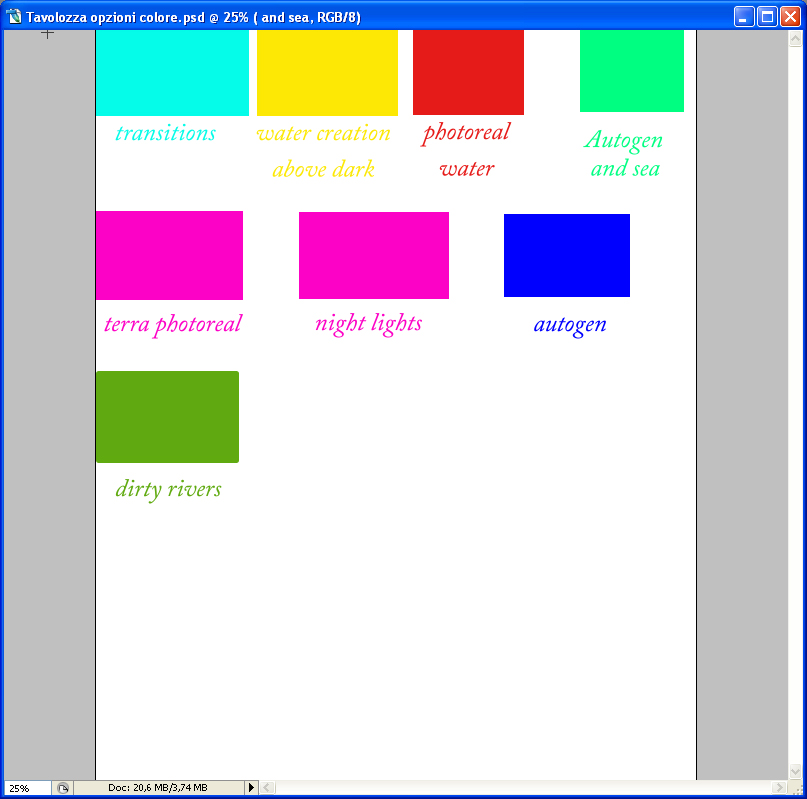 Tavolozza opzioni colore.psd @ 25% ( and sea, RGB/8)
transitions
water creation
above dark
photoreal
water
Autogen
and sea
terra photoreal
night lights
autogen
dirty rivers
25%
Doc: 20,6 MB/3,74 MB